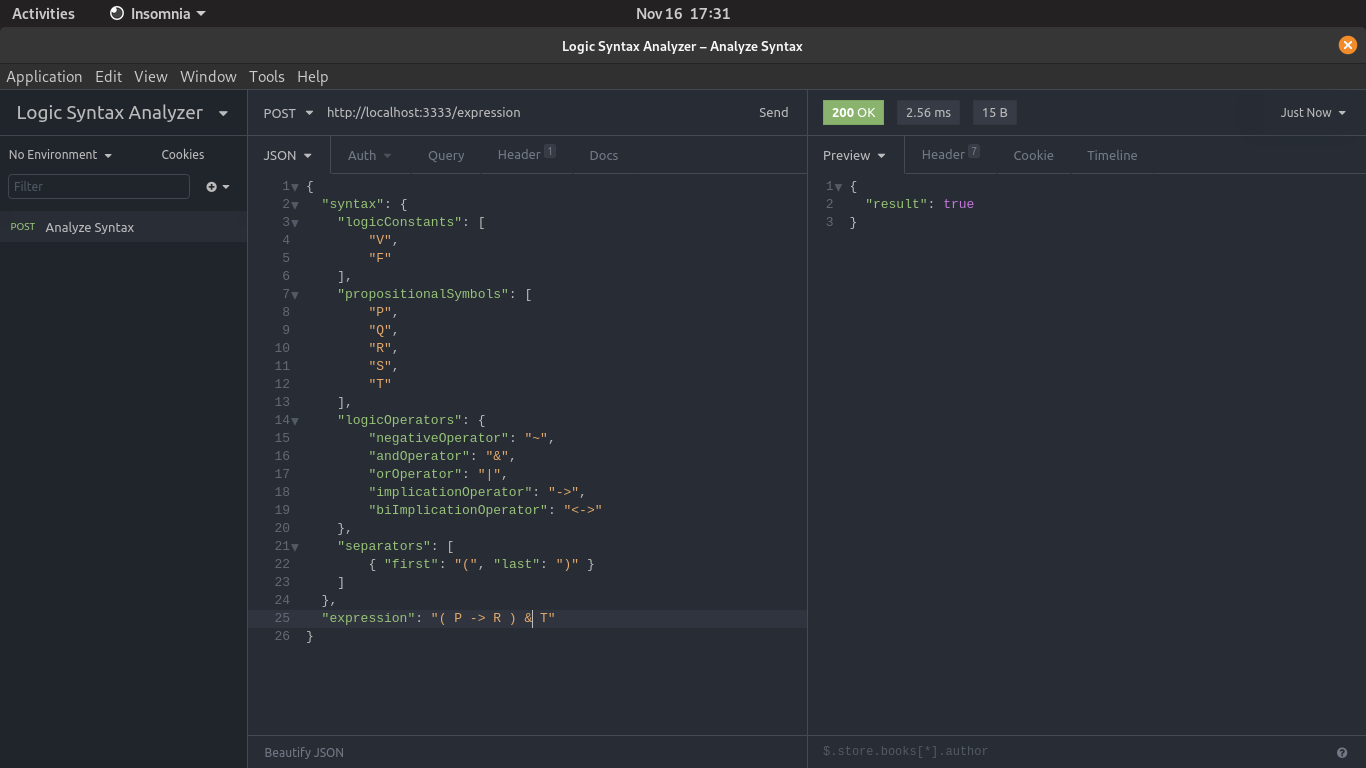 Activities Insomnia Nov 16 17:31
Logic Syntax Analyzer – Analyze Syntax
Application Edit View Window Tools Help
Logic Syntax Analyzer
No Environment Cookies
Filter
POST Analyze Syntax
POST http://localhost:3333/expression Send
JSON Auth Query Header 1 Docs
1 {
2   "syntax": {
3     "logicConstants": [
4         "V",
5         "F"
6     ],
7     "propositionalSymbols": [
8         "P",
9         "Q",
10         "R",
11         "S",
12         "T"
13     ],
14     "logicOperators": {
15         "negativeOperator": "~",
16         "andOperator": "&",
17         "orOperator": "|",
18         "implicationOperator": "->",
19         "biImplicationOperator": "<->"
20     },
21     "separators": [
22         { "first": "(", "last": ")" }
23     ]
24   },
25   "expression": "( P -> R ) & T"
26 }
Beautify JSON
200 OK 2.56 ms 15 B Just Now
Preview Header 7 Cookie Timeline
1 {
2   "result": true
3 }
$.store.books[*].author